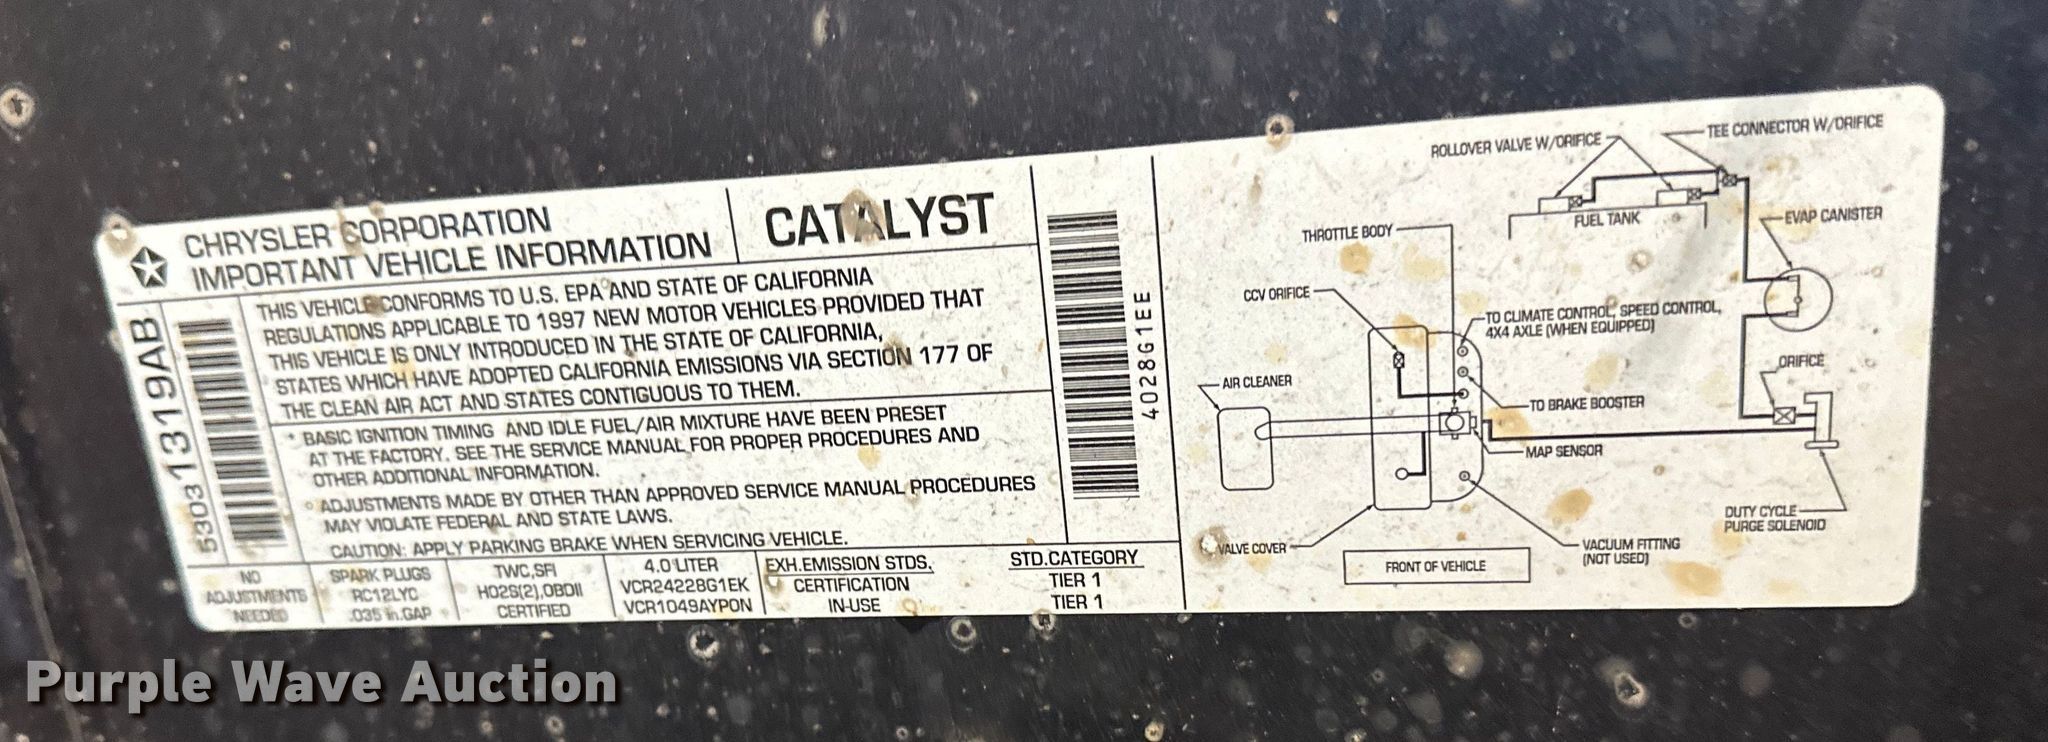 CHRYSLER CORPORATION
IMPORTANT VEHICLE INFORMATION
CATALYST
53031319AB
THIS VEHICLE CONFORMS TO U.S. EPA AND STATE OF CALIFORNIA
REGULATIONS APPLICABLE TO 1997 NEW MOTOR VEHICLES PROVIDED THAT
THIS VEHICLE IS ONLY INTRODUCED IN THE STATE OF CALIFORNIA,
STATES WHICH HAVE ADOPTED CALIFORNIA EMISSIONS VIA SECTION 177 OF
THE CLEAN AIR ACT AND STATES CONTIGUOUS TO THEM.
* BASIC IGNITION TIMING AND IDLE FUEL/AIR MIXTURE HAVE BEEN PRESET
AT THE FACTORY. SEE THE SERVICE MANUAL FOR PROPER PROCEDURES AND
OTHER ADDITIONAL INFORMATION.
° ADJUSTMENTS MADE BY OTHER THAN APPROVED SERVICE MANUAL PROCEDURES
MAY VIOLATE FEDERAL AND STATE LAWS.
CAUTION: APPLY PARKING BRAKE WHEN SERVICING VEHICLE.
NO
ADJUSTMENTS
NEEDED
SPARK PLUGS
RC12LYC
.035 in.GAP
TWC,SFI
HO2S(2),OBDII
CERTIFIED
4.0 LITER
VCR24228G1EK
VCR1049AYPON
EXH.EMISSION STDS.
CERTIFICATION
IN-USE
STD.CATEGORY
TIER 1
TIER 1
4028G1EE
ROLLOVER VALVE W/ORIFICE
TEE CONNECTOR W/ORIFICE
FUEL TANK
EVAP CANISTER
THROTTLE BODY
CCV ORIFICE
TO CLIMATE CONTROL, SPEED CONTROL,
4X4 AXLE (WHEN EQUIPPED)
ORIFICE
AIR CLEANER
TO BRAKE BOOSTER
MAP SENSOR
DUTY CYCLE
PURGE SOLENOID
VALVE COVER
VACUUM FITTING
(NOT USED)
FRONT OF VEHICLE
Purple Wave Auction